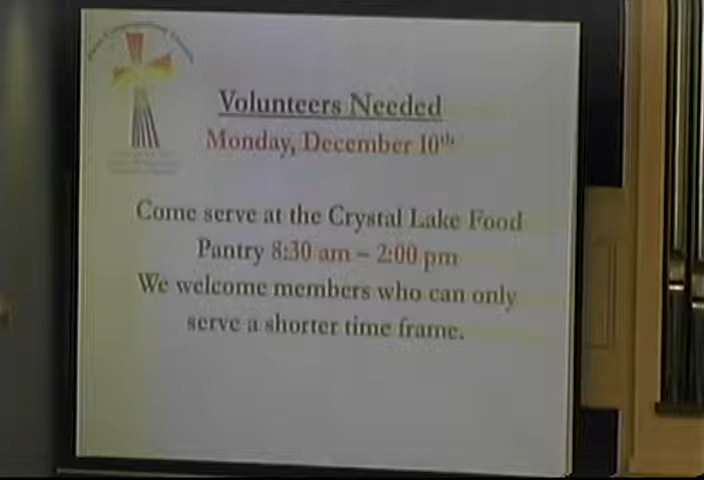 Volunteers Needed
Monday, December 10th
Come serve at the Crystal Lake Food
Pantry 8:30 am – 2:00 pm
We welcome members who can only
serve a shorter time frame.